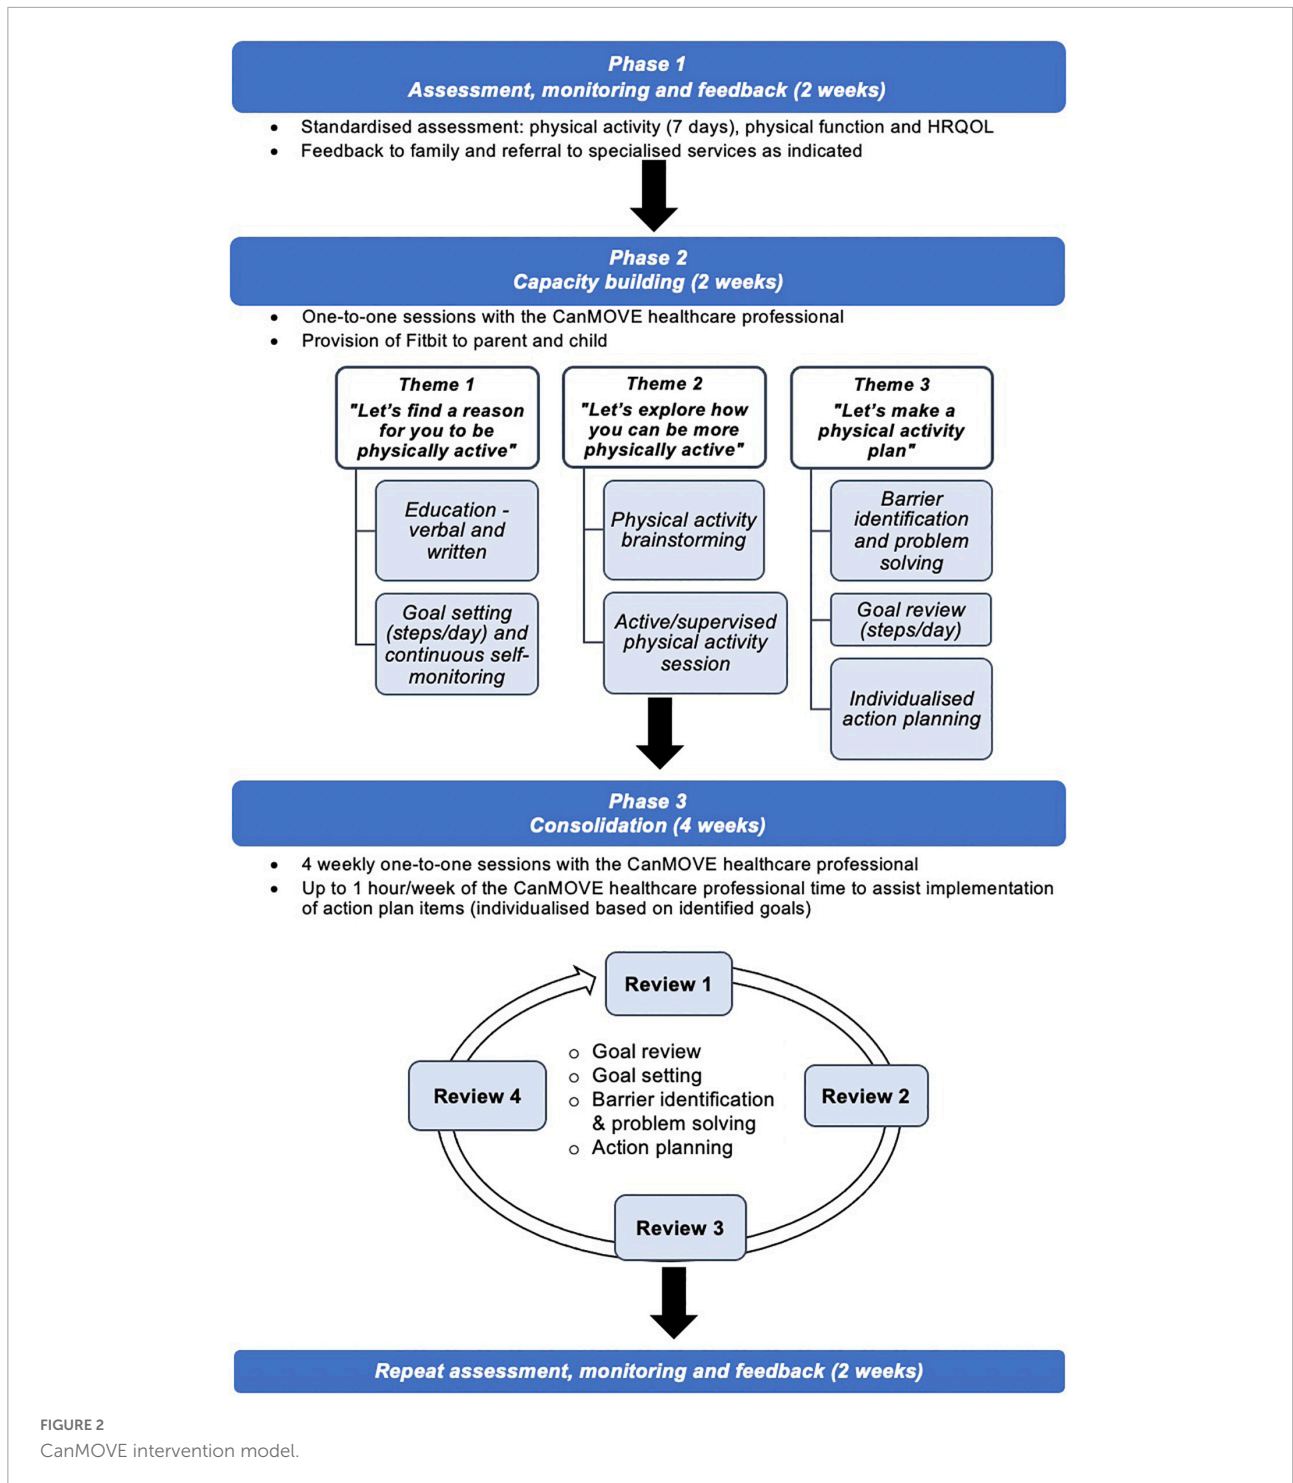 Phase 1
Assessment, monitoring and feedback (2 weeks)
• Standardised assessment: physical activity (7 days), physical function and HRQOL
• Feedback to family and referral to specialised services as indicated
Phase 2
Capacity building (2 weeks)
• One-to-one sessions with the CanMOVE healthcare professional
• Provision of Fitbit to parent and child
Theme 1
"Let's find a reason
for you to be
physically active"
Education -
verbal and
written
Goal setting
(steps/day) and
continuous self-
monitoring
Theme 2
"Let's explore how
you can be more
physically active"
Physical activity
brainstorming
Active/supervised
physical activity
session
Theme 3
"Let's make a
physical activity
plan"
Barrier
identification
and problem
solving
Goal review
(steps/day)
Individualised
action planning
Phase 3
Consolidation (4 weeks)
• 4 weekly one-to-one sessions with the CanMOVE healthcare professional
• Up to 1 hour/week of the CanMOVE healthcare professional time to assist implementation
of action plan items (individualised based on identified goals)
Review 1
Review 2
Review 3
Review 4
o Goal review
o Goal setting
o Barrier identification
& problem solving
o Action planning
Repeat assessment, monitoring and feedback (2 weeks)
FIGURE 2
CanMOVE intervention model.